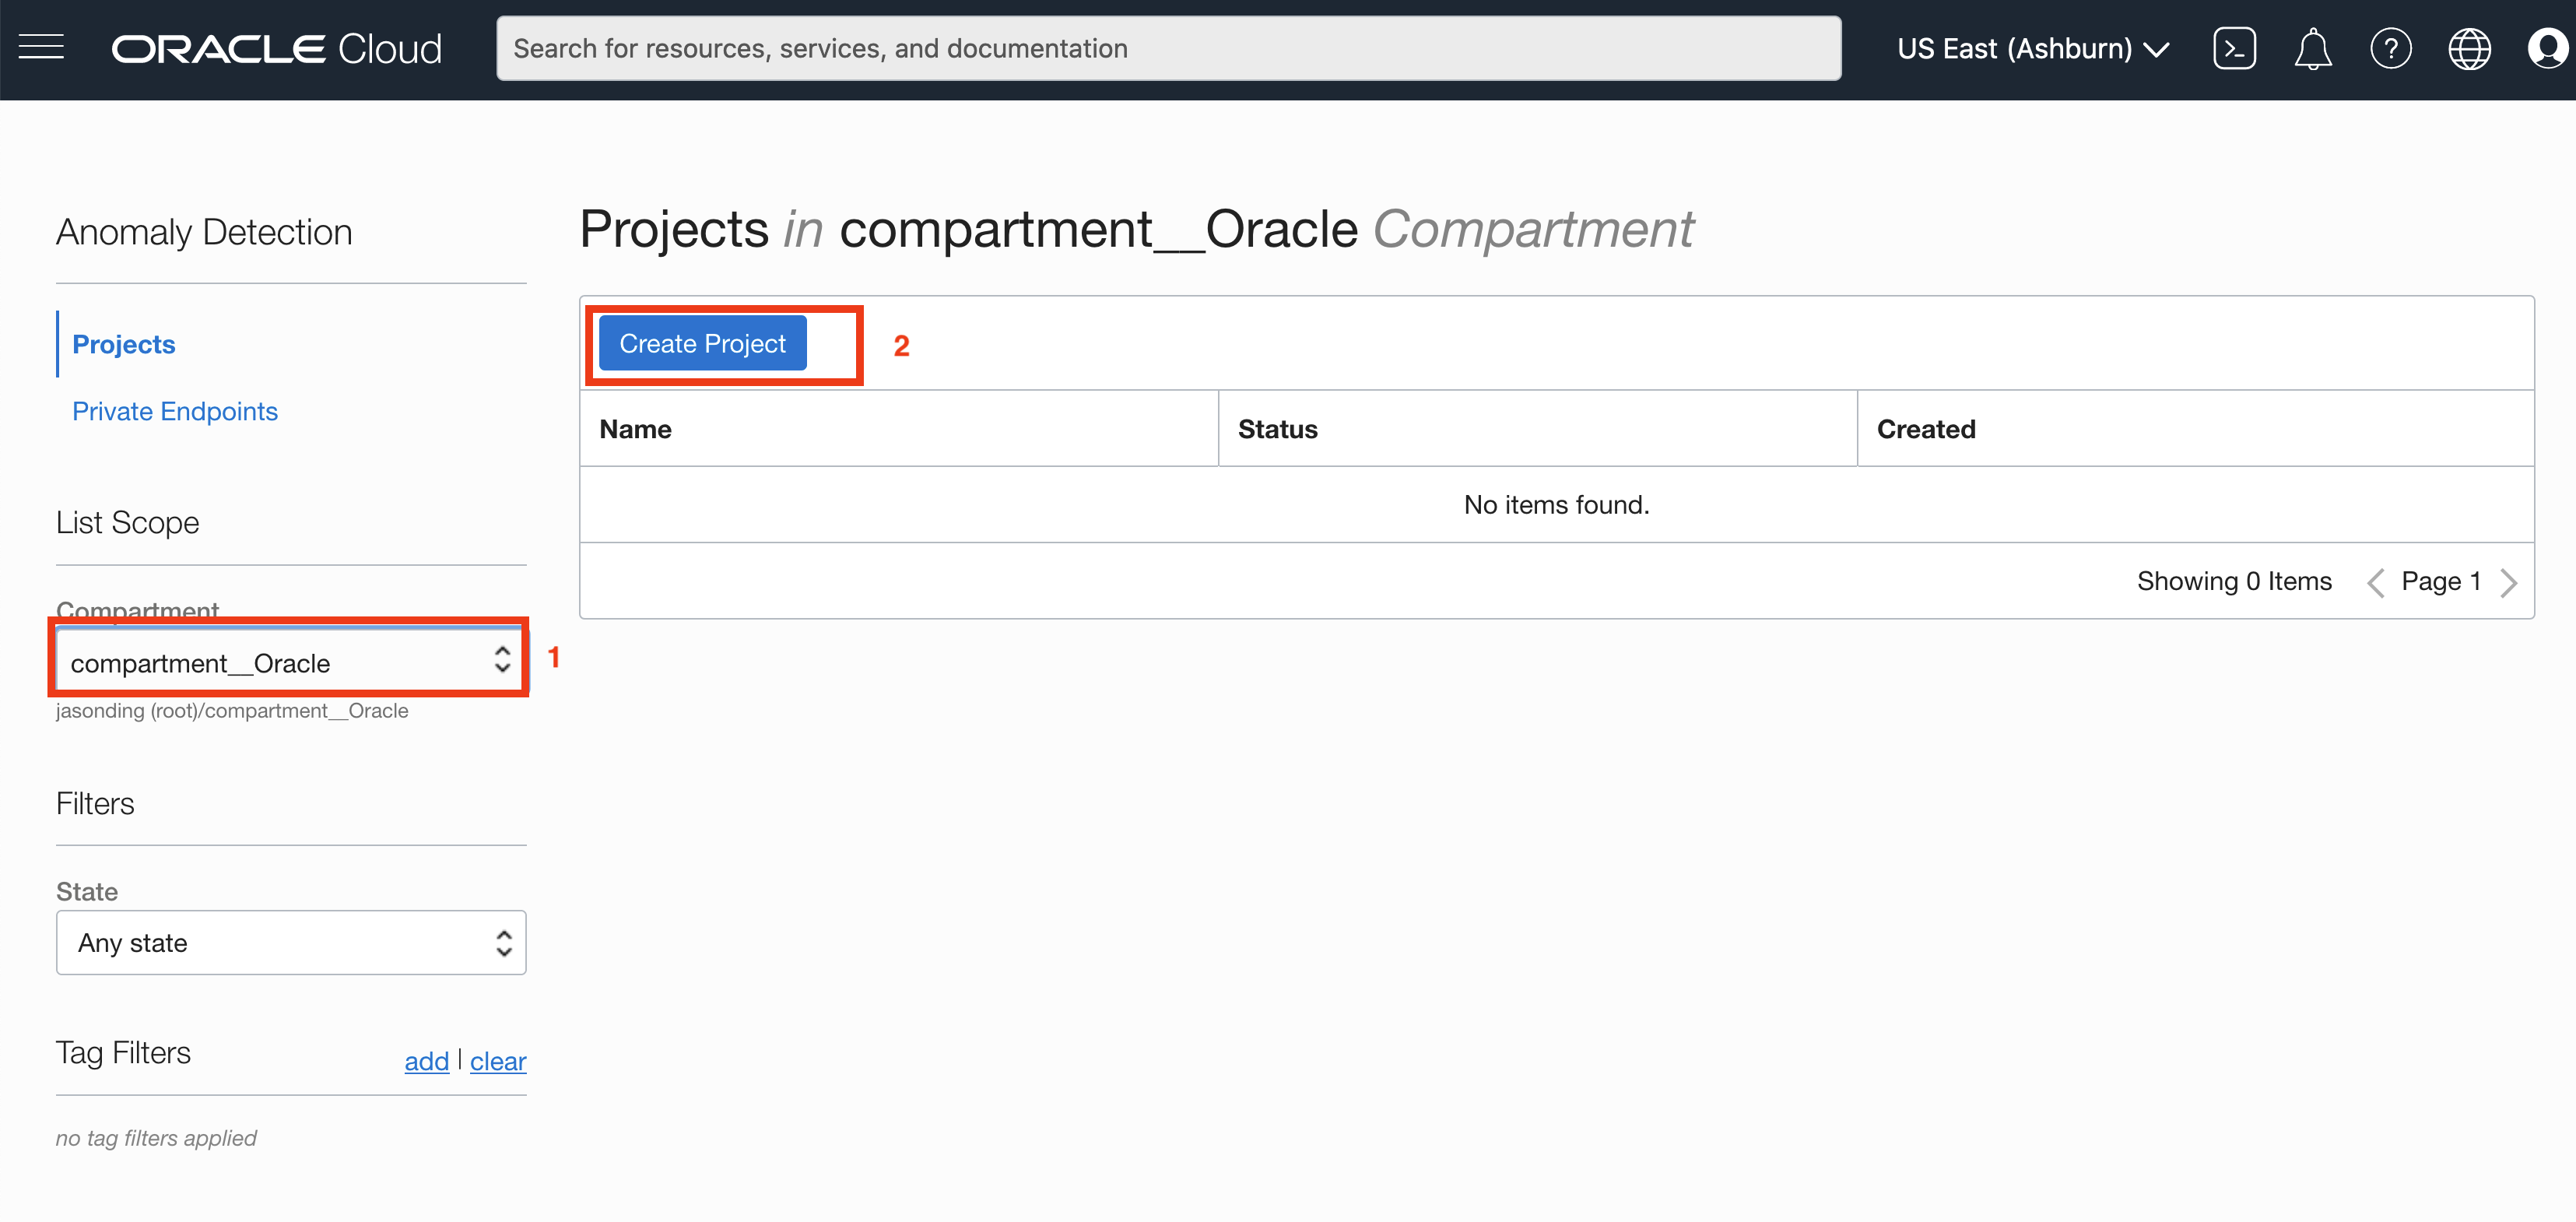 ORACLE Cloud
Search for resources, services, and documentation
US East (Ashburn)
Anomaly Detection
Projects
Private Endpoints
List Scope
Compartment
compartment__Oracle
1
jasonding (root)/compartment__Oracle
Filters
State
Any state
Tag Filters
add | clear
no tag filters applied
Projects in compartment__Oracle Compartment
Create Project
2
Name Status Created
No items found.
Showing 0 Items < Page 1 >